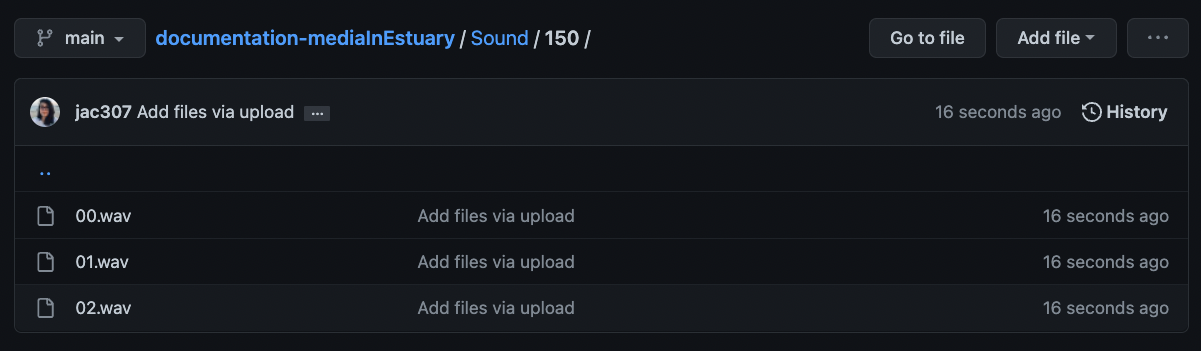 main documentation-mediaInEstuary / Sound / 150 / Go to file Add file ...
jac307 Add files via upload ... 16 seconds ago History
..
00.wav Add files via upload 16 seconds ago
01.wav Add files via upload 16 seconds ago
02.wav Add files via upload 16 seconds ago